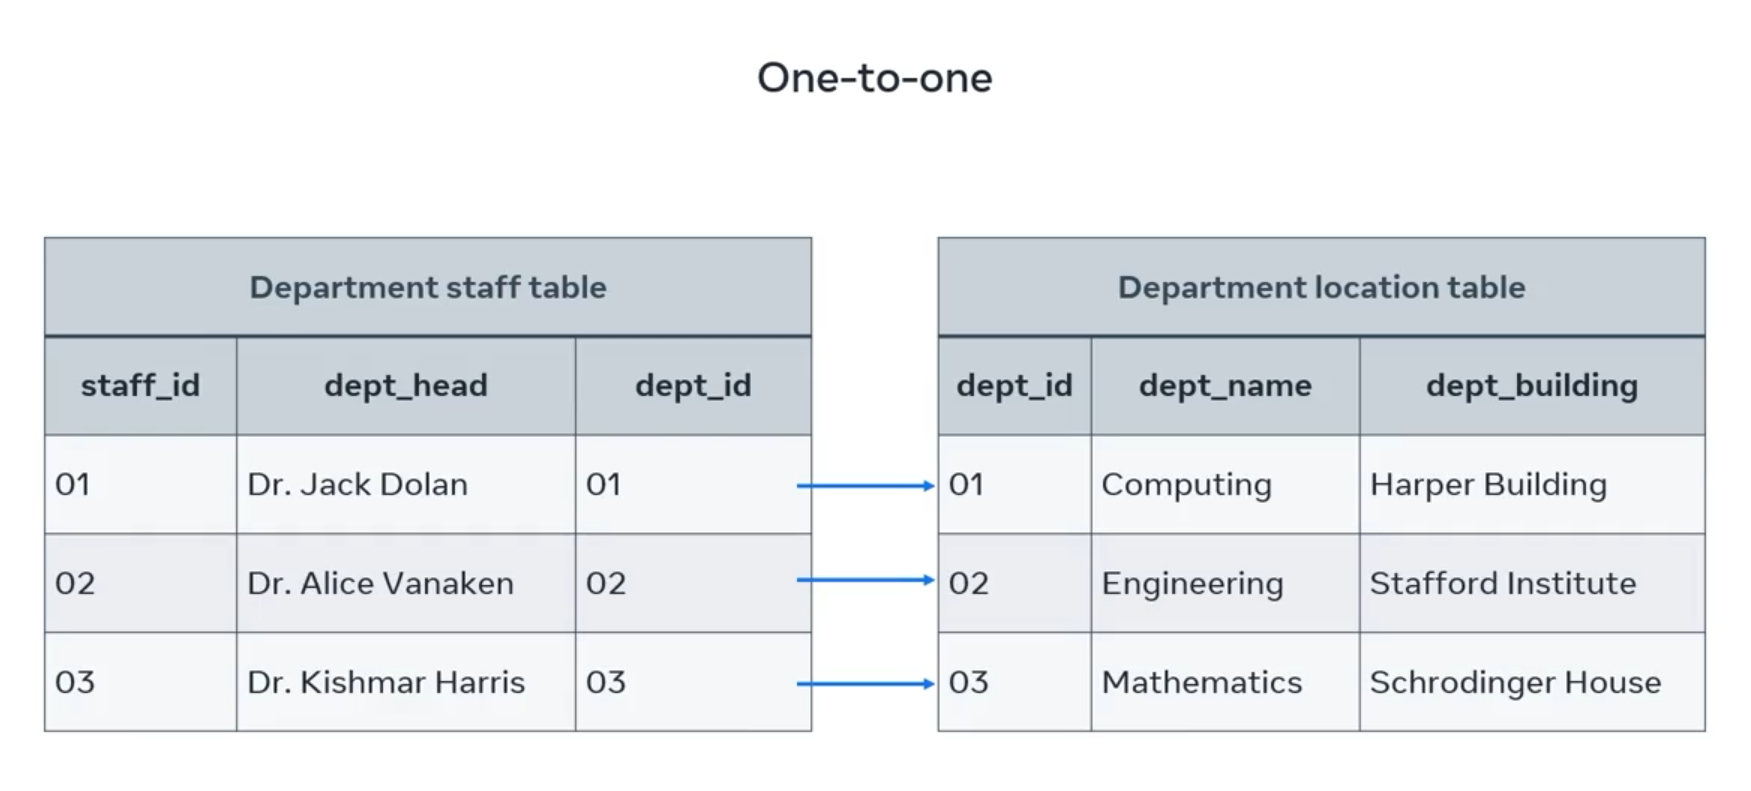 One-to-one
Department staff table
staff_id dept_head dept_id
01 Dr. Jack Dolan 01
02 Dr. Alice Vanaken 02
03 Dr. Kishmar Harris 03
Department location table
dept_id dept_name dept_building
01 Computing Harper Building
02 Engineering Stafford Institute
03 Mathematics Schrodinger House